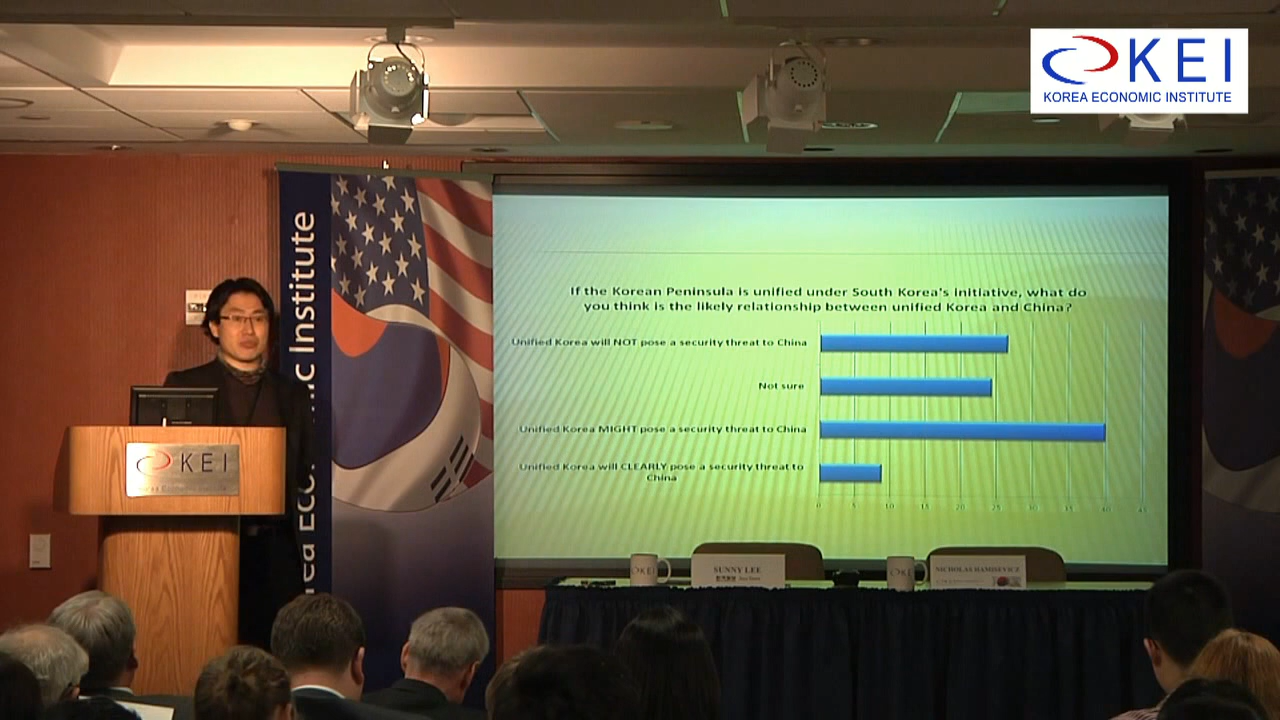 KEI
KOREA ECONOMIC INSTITUTE
Institute
If the Korean Peninsula is unified under South Korea's initiative, what do
you think is the likely relationship between unified Korea and China?
Unified Korea will NOT pose a security threat to China
Not sure
Unified Korea MIGHT pose a security threat to China
Unified Korea will CLEARLY pose a security threat to
China
0 5 10 15 20 25 30 35 40 45
KEI
Korea Economic Institute
KEI
SUNNY LEE
KEI
NICHOLAS HAMISEVICZ